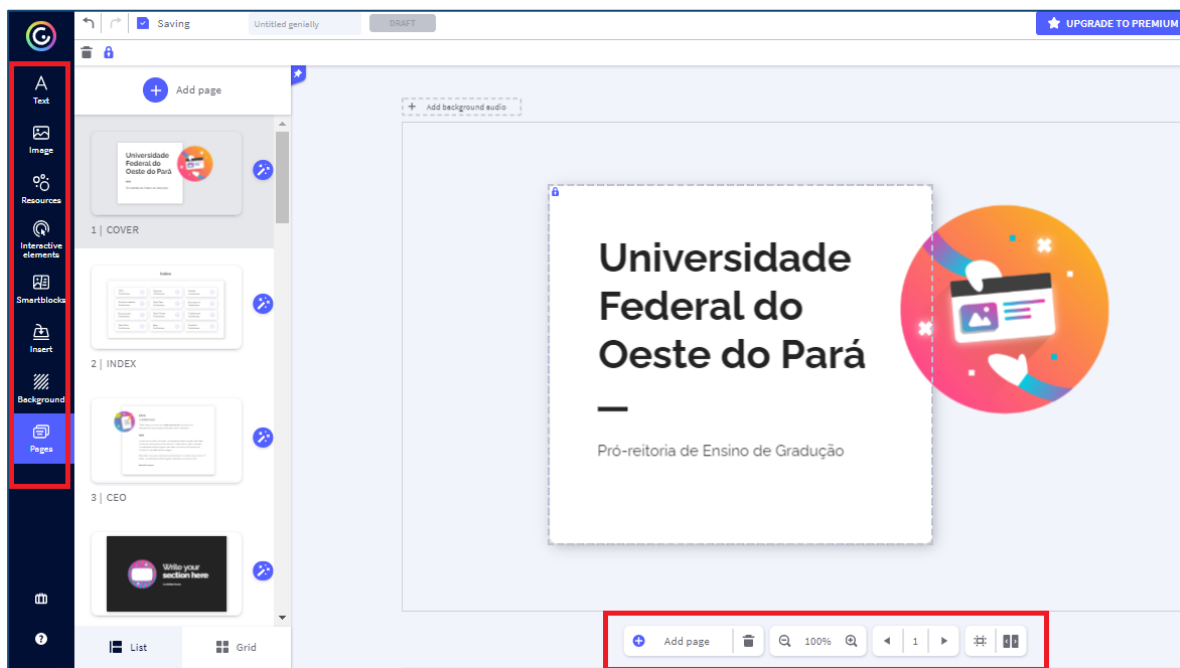 Saving
Untitled genially
DRAFT
UPGRADE TO PREMIUM
Text
Image
Resources
Interactive
elements
Smartblocks
Insert
Background
Pages
Add page
Universidade
Federal do
Oeste do Pará
1 | COVER
Index
2 | INDEX
3 | CEO
Write your
section here
List
Grid
Add background audio
Universidade
Federal do
Oeste do Pará
Pró-reitoria de Ensino de Gradução
Add page
100%
1